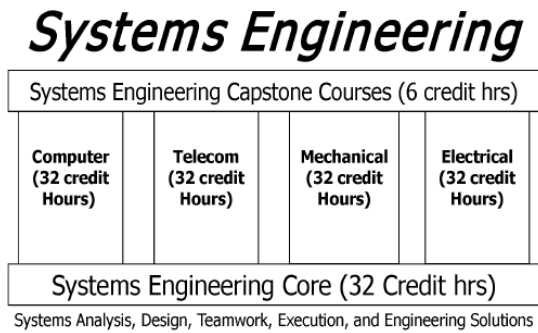 Systems Engineering
Systems Engineering Capstone Courses (6 credit hrs)
Computer
(32 credit
Hours)
Telecom
(32 credit
Hours)
Mechanical
(32 credit
Hours)
Electrical
(32 credit
Hours)
Systems Engineering Core (32 Credit hrs)
Systems Analysis, Design, Teamwork, Execution, and Engineering Solutions